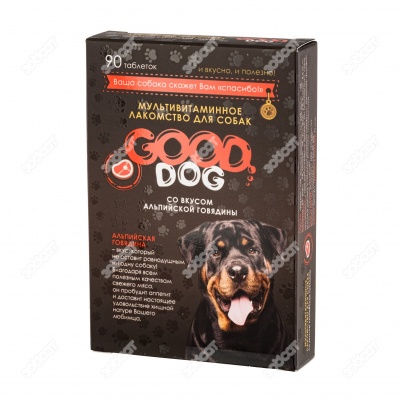 90 таблеток
и вкусно, и полезно!
Ваша собака скажет Вам «спасибо!»
МУЛЬТИВИТАМИННОЕ
ЛАКОМСТВО ДЛЯ СОБАК
GOOD
DOG
СО ВКУСОМ
АЛЬПИЙСКОЙ ГОВЯДИНЫ
АЛЬПИЙСКАЯ
ГОВЯДИНА
– вкус, который
не оставит равнодушным
ни одну собаку!
Благодаря всем
полезным качествам
свежего мяса,
он пробудит аппетит
и доставит настоящее
удовольствие хищной
натуре Вашего
любимца.